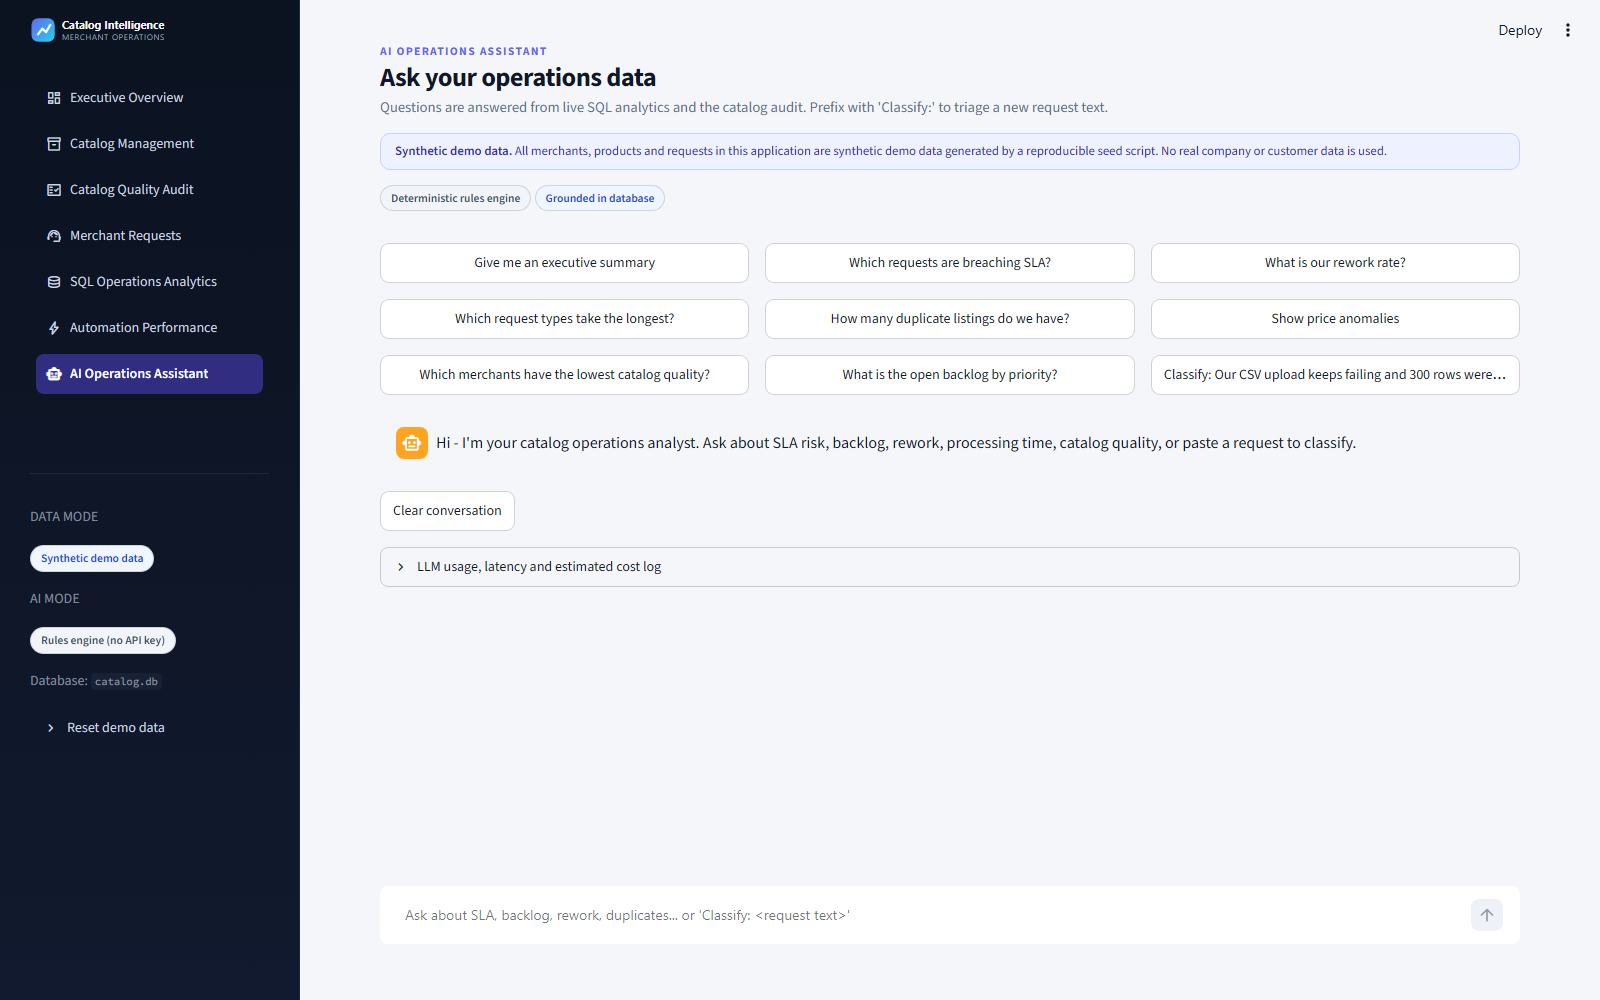 Catalog Intelligence
MERCHANT OPERATIONS
Executive Overview
Catalog Management
Catalog Quality Audit
Merchant Requests
SQL Operations Analytics
Automation Performance
AI Operations Assistant
DATA MODE
Synthetic demo data
AI MODE
Rules engine (no API key)
Database: catalog.db
Reset demo data
Deploy
AI OPERATIONS ASSISTANT
Ask your operations data
Questions are answered from live SQL analytics and the catalog audit. Prefix with 'Classify:' to triage a new request text.
Synthetic demo data. All merchants, products and requests in this application are synthetic demo data generated by a reproducible seed script. No real company or customer data is used.
Deterministic rules engine
Grounded in database
Give me an executive summary
Which requests are breaching SLA?
What is our rework rate?
Which request types take the longest?
How many duplicate listings do we have?
Show price anomalies
Which merchants have the lowest catalog quality?
What is the open backlog by priority?
Classify: Our CSV upload keeps failing and 300 rows were...
Hi - I'm your catalog operations analyst. Ask about SLA risk, backlog, rework, processing time, catalog quality, or paste a request to classify.
Clear conversation
LLM usage, latency and estimated cost log
Ask about SLA, backlog, rework, duplicates... or 'Classify: <request text>'